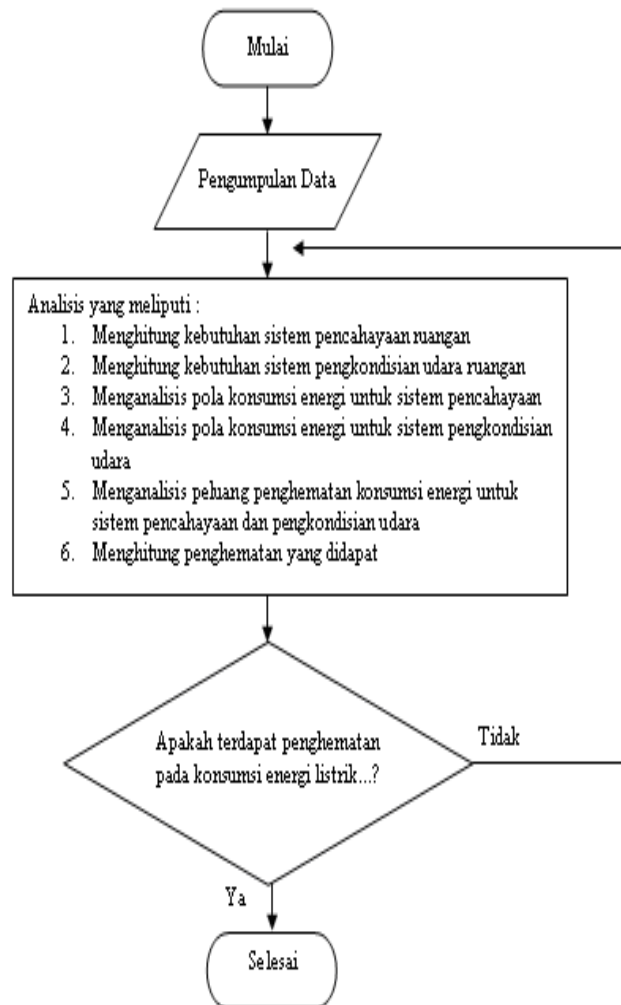 Mulai
Pengumpulan Data
Analisis yang meliputi :
1. Menghitung kebutuhan sistem pencahayaan ruangan
2. Menghitung kebutuhan sistem pengkondisian udara ruangan
3. Menganalisis pola konsumsi energi untuk sistem pencahayaan
4. Menganalisis pola konsumsi energi untuk sistem pengkondisian
udara
5. Menganalisis peluang penghematan konsumsi energi untuk
sistem pencahayaan dan pengkondisian udara
6. Menghitung penghematan yang didapat
Apakah terdapat penghematan
pada konsumsi energi listrik...?
Tidak
Ya
Selesai